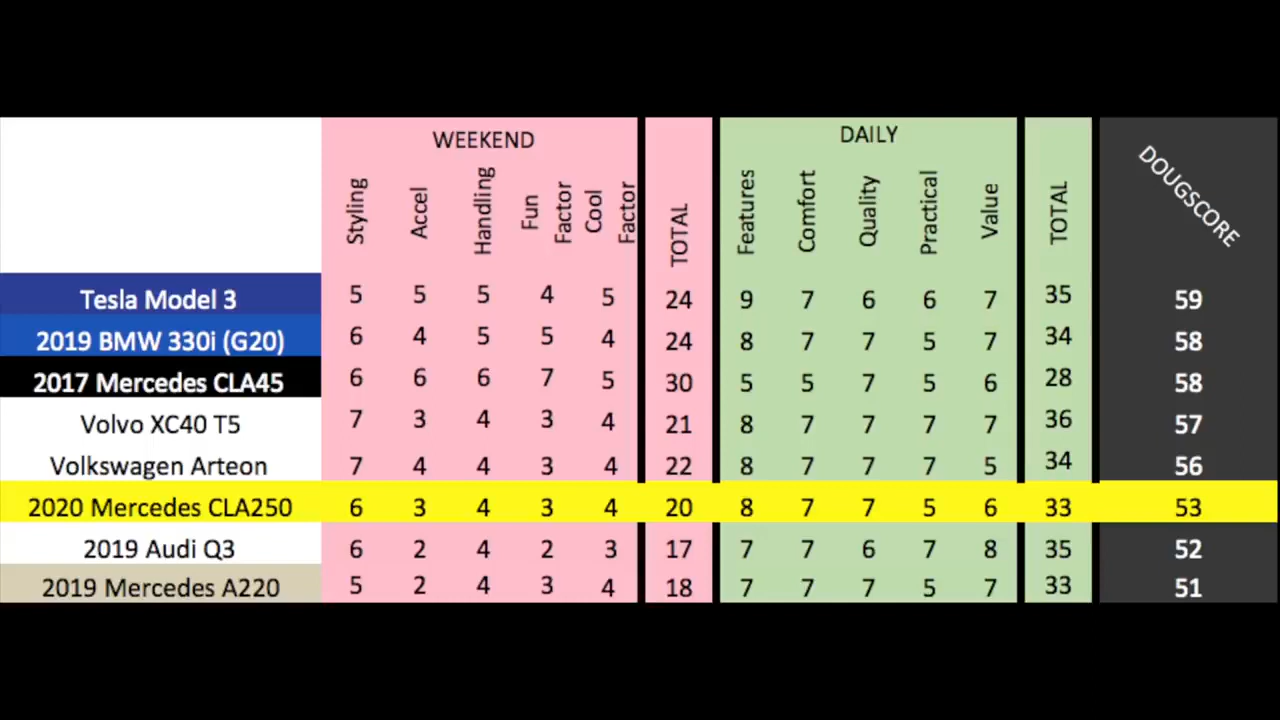 WEEKEND DAILY
Styling Accel Handling Fun Factor Cool Factor TOTAL Features Comfort Quality Practical Value TOTAL DOUGSCORE
Tesla Model 3 5 5 5 4 5 24 9 7 6 6 7 35 59
2019 BMW 330i (G20) 6 4 5 5 4 24 8 7 7 5 7 34 58
2017 Mercedes CLA45 6 6 6 7 5 30 5 5 7 5 6 28 58
Volvo XC40 T5 7 3 4 3 4 21 8 7 7 7 7 36 57
Volkswagen Arteon 7 4 4 3 4 22 8 7 7 7 5 34 56
2020 Mercedes CLA250 6 3 4 3 4 20 8 7 7 5 6 33 53
2019 Audi Q3 6 2 4 2 3 17 7 7 6 7 8 35 52
2019 Mercedes A220 5 2 4 3 4 18 7 7 7 5 7 33 51